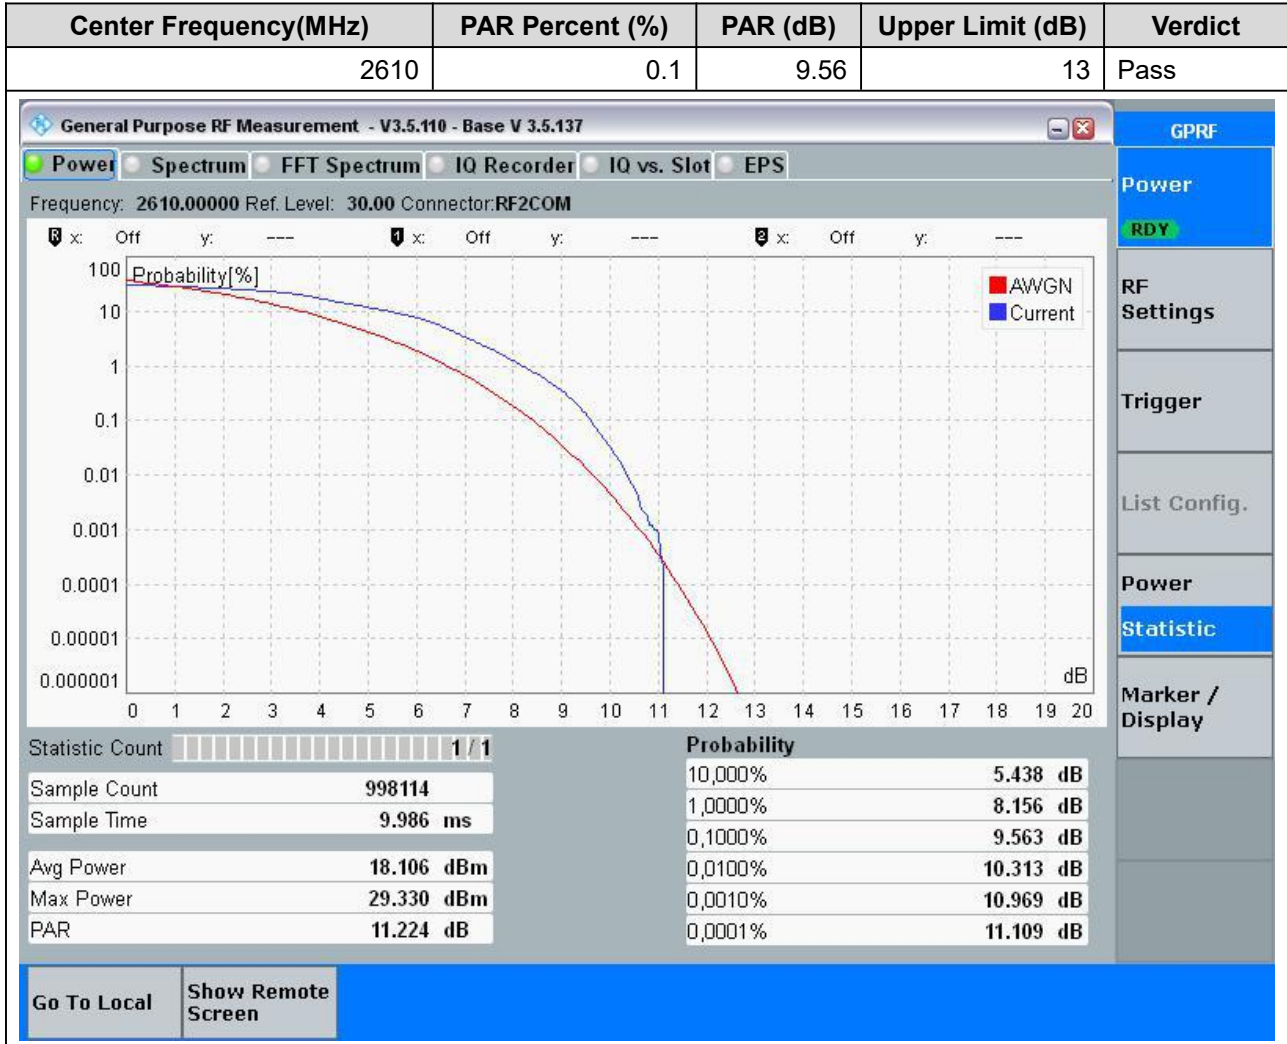 Center Frequency(MHz) PAR Percent (%) PAR (dB) Upper Limit (dB) Verdict
2610 0.1 9.56 13 Pass
General Purpose RF Measurement - V3.5.110 - Base V 3.5.137
GPRF
Power Spectrum FFT Spectrum IQ Recorder IQ vs. Slot EPS
Power
RDY
Frequency: 2610.00000 Ref. Level: 30.00 Connector:RF2COM
R x: Off y: --- 1 x: Off y: --- 2 x: Off y: ---
RF
Settings
Trigger
List Config.
Power
Statistic
Marker /
Display
Probability[%]
AWGN
Current
100
10
1
0.1
0.01
0.001
0.0001
0.00001
0.000001
dB
0 1 2 3 4 5 6 7 8 9 10 11 12 13 14 15 16 17 18 19 20
Statistic Count 1 / 1
Sample Count 998114
Sample Time 9.986 ms
Avg Power 18.106 dBm
Max Power 29.330 dBm
PAR 11.224 dB
Probability
10,000% 5.438 dB
1,0000% 8.156 dB
0,1000% 9.563 dB
0,0100% 10.313 dB
0,0010% 10.969 dB
0,0001% 11.109 dB
Go To Local
Show Remote
Screen